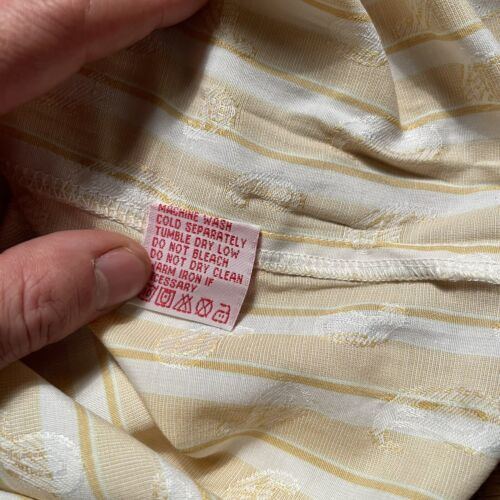 MACHINE WASH
COLD SEPARATELY
TUMBLE DRY LOW
DO NOT BLEACH
DO NOT DRY CLEAN
WARM IRON IF
NECESSARY